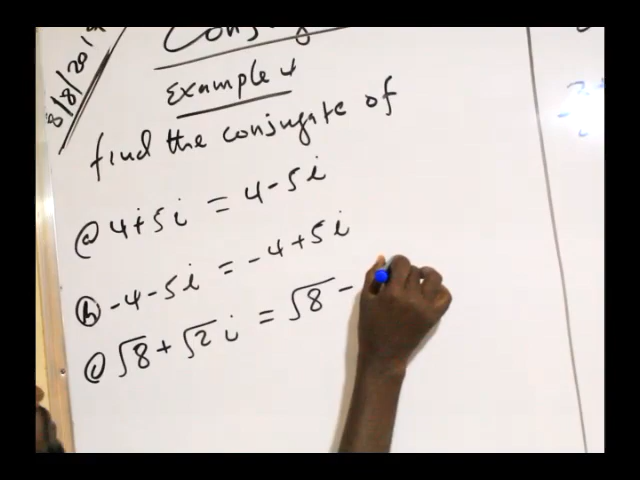 Example 4
find the conjugate of
(a) 4+5i = 4-5i
(b) -4-5i = -4+5i
(c) √8 + √2 i = √8 -